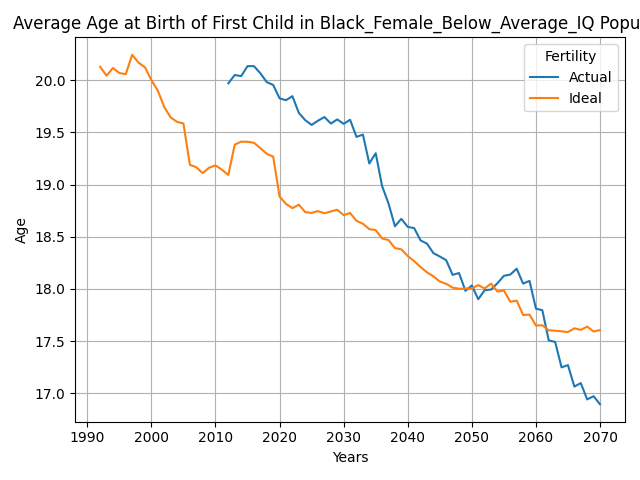 Average Age at Birth of First Child in Black_Female_Below_Average_IQ Popu
Fertility
Actual
Ideal
20.0
19.5
19.0
18.5
18.0
17.5
17.0
Age
1990 2000 2010 2020 2030 2040 2050 2060 2070
Years